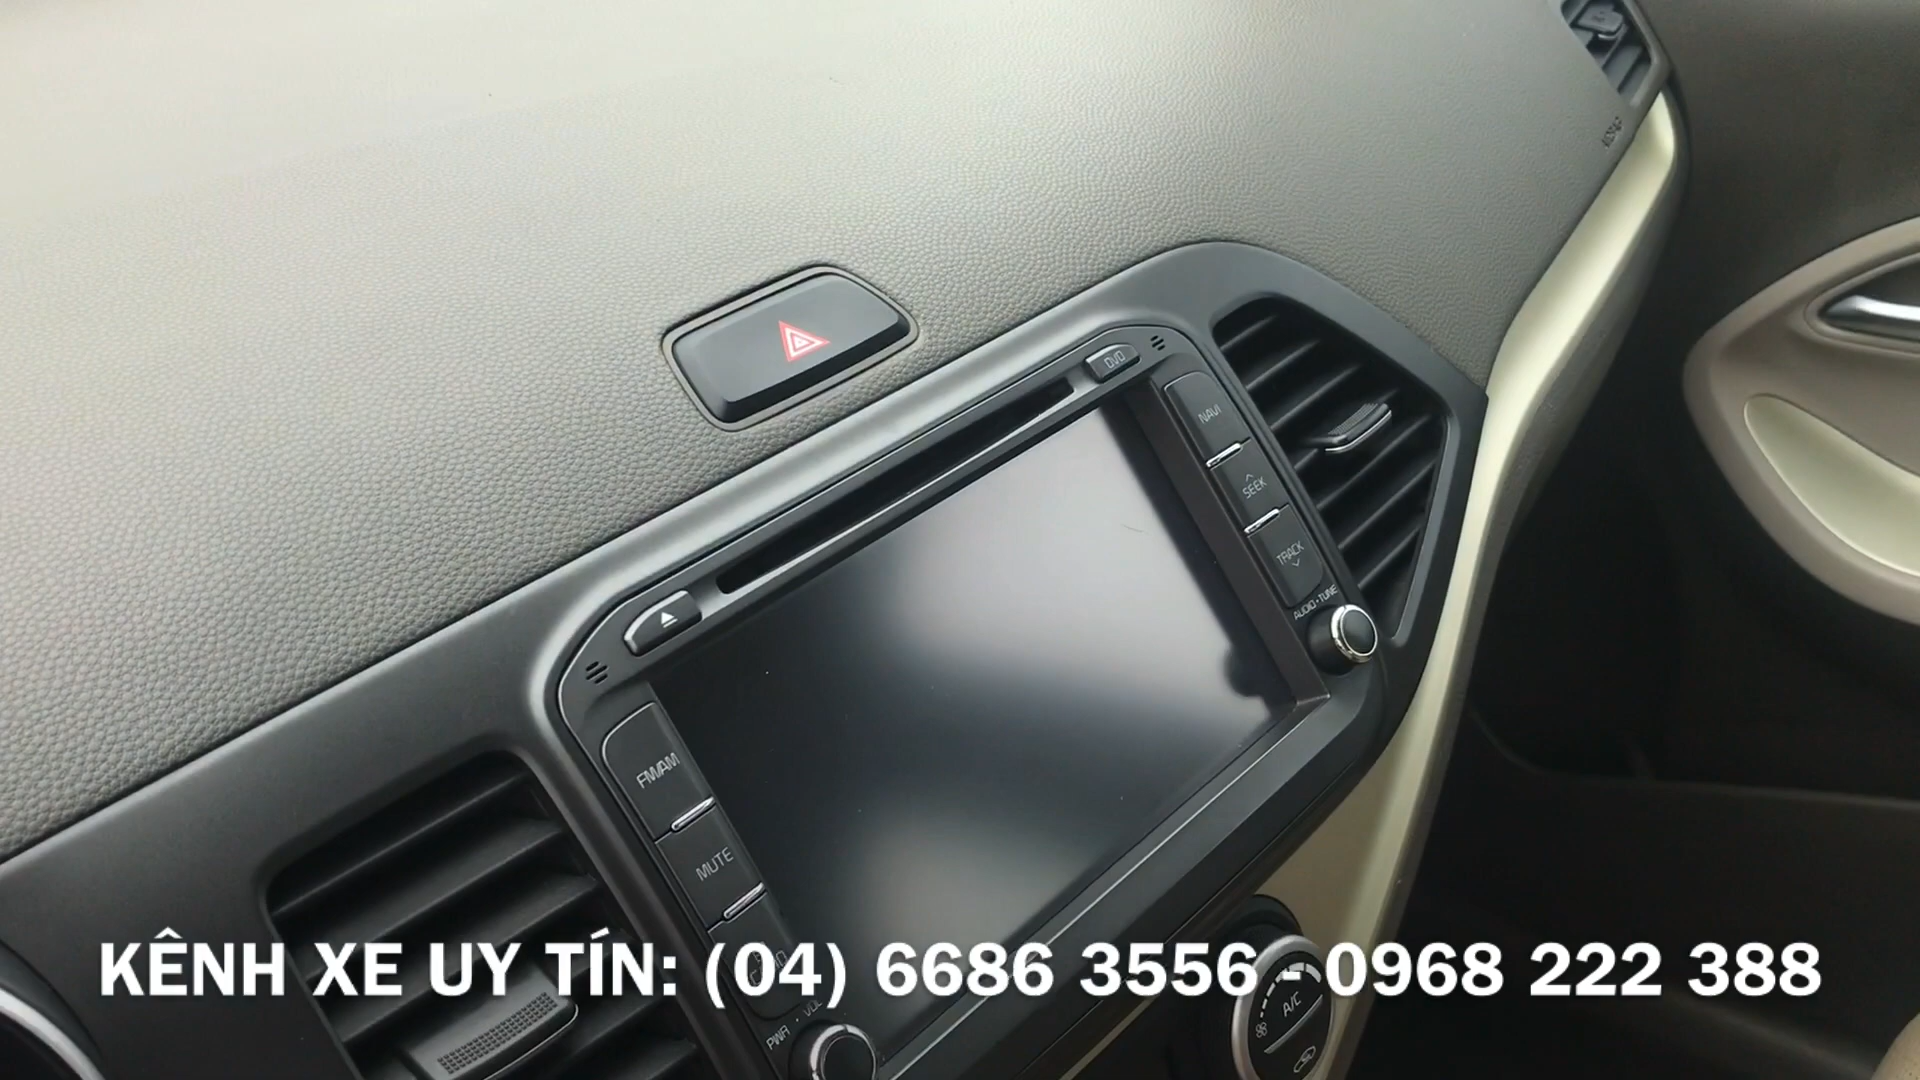 DVD
NAVI
SEEK
TRACK
AUDIO•TUNE
FM/AM
MUTE
PWR • VOL
A/C
KÊNH XE UY TÍN: (04) 6686 3556 - 0968 222 388